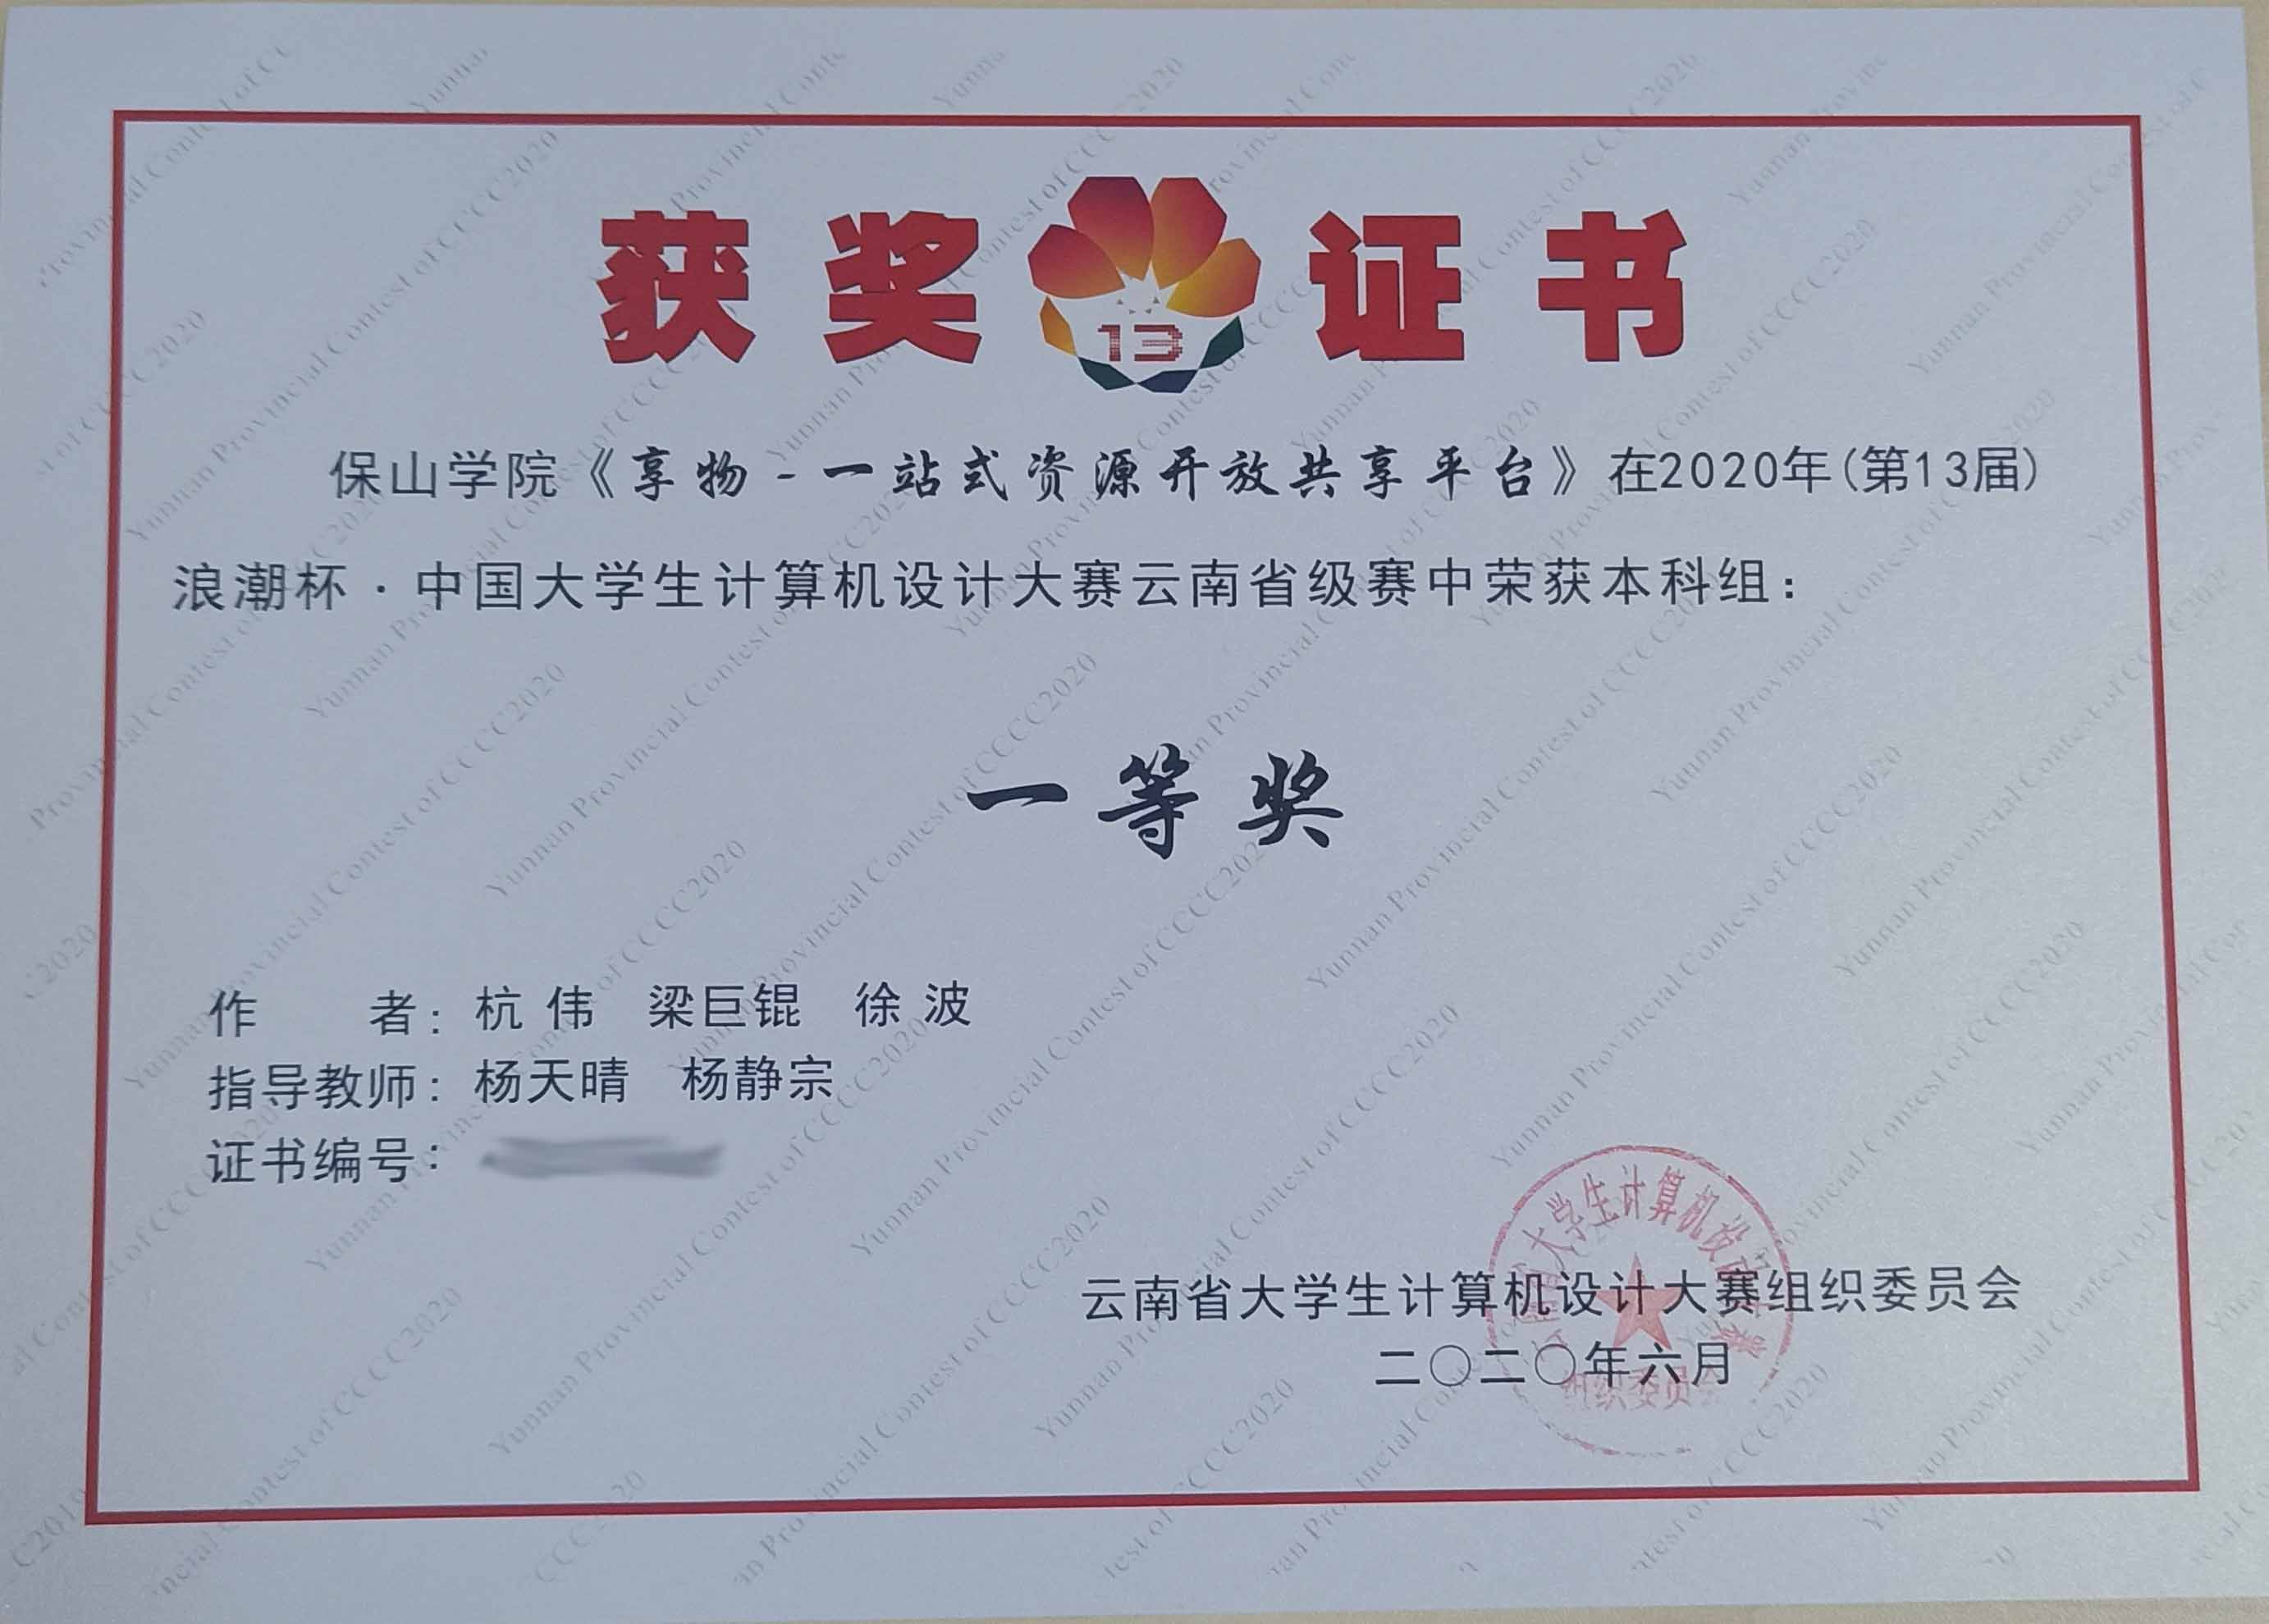 获奖 13 证书
保山学院《享物-一站式资源开放共享平台》在2020年(第13届)
浪潮杯·中国大学生计算机设计大赛云南省级赛中荣获本科组：
一等奖
作 者：杭 伟 梁巨锟 徐 波
指导教师：杨天晴 杨静宗
证书编号：
云南省大学生计算机设计大赛组织委员会
二〇二〇年六月
云南省大学生计算机设计大赛
组织委员会
Yunnan Provincial Contest of CCCC2020